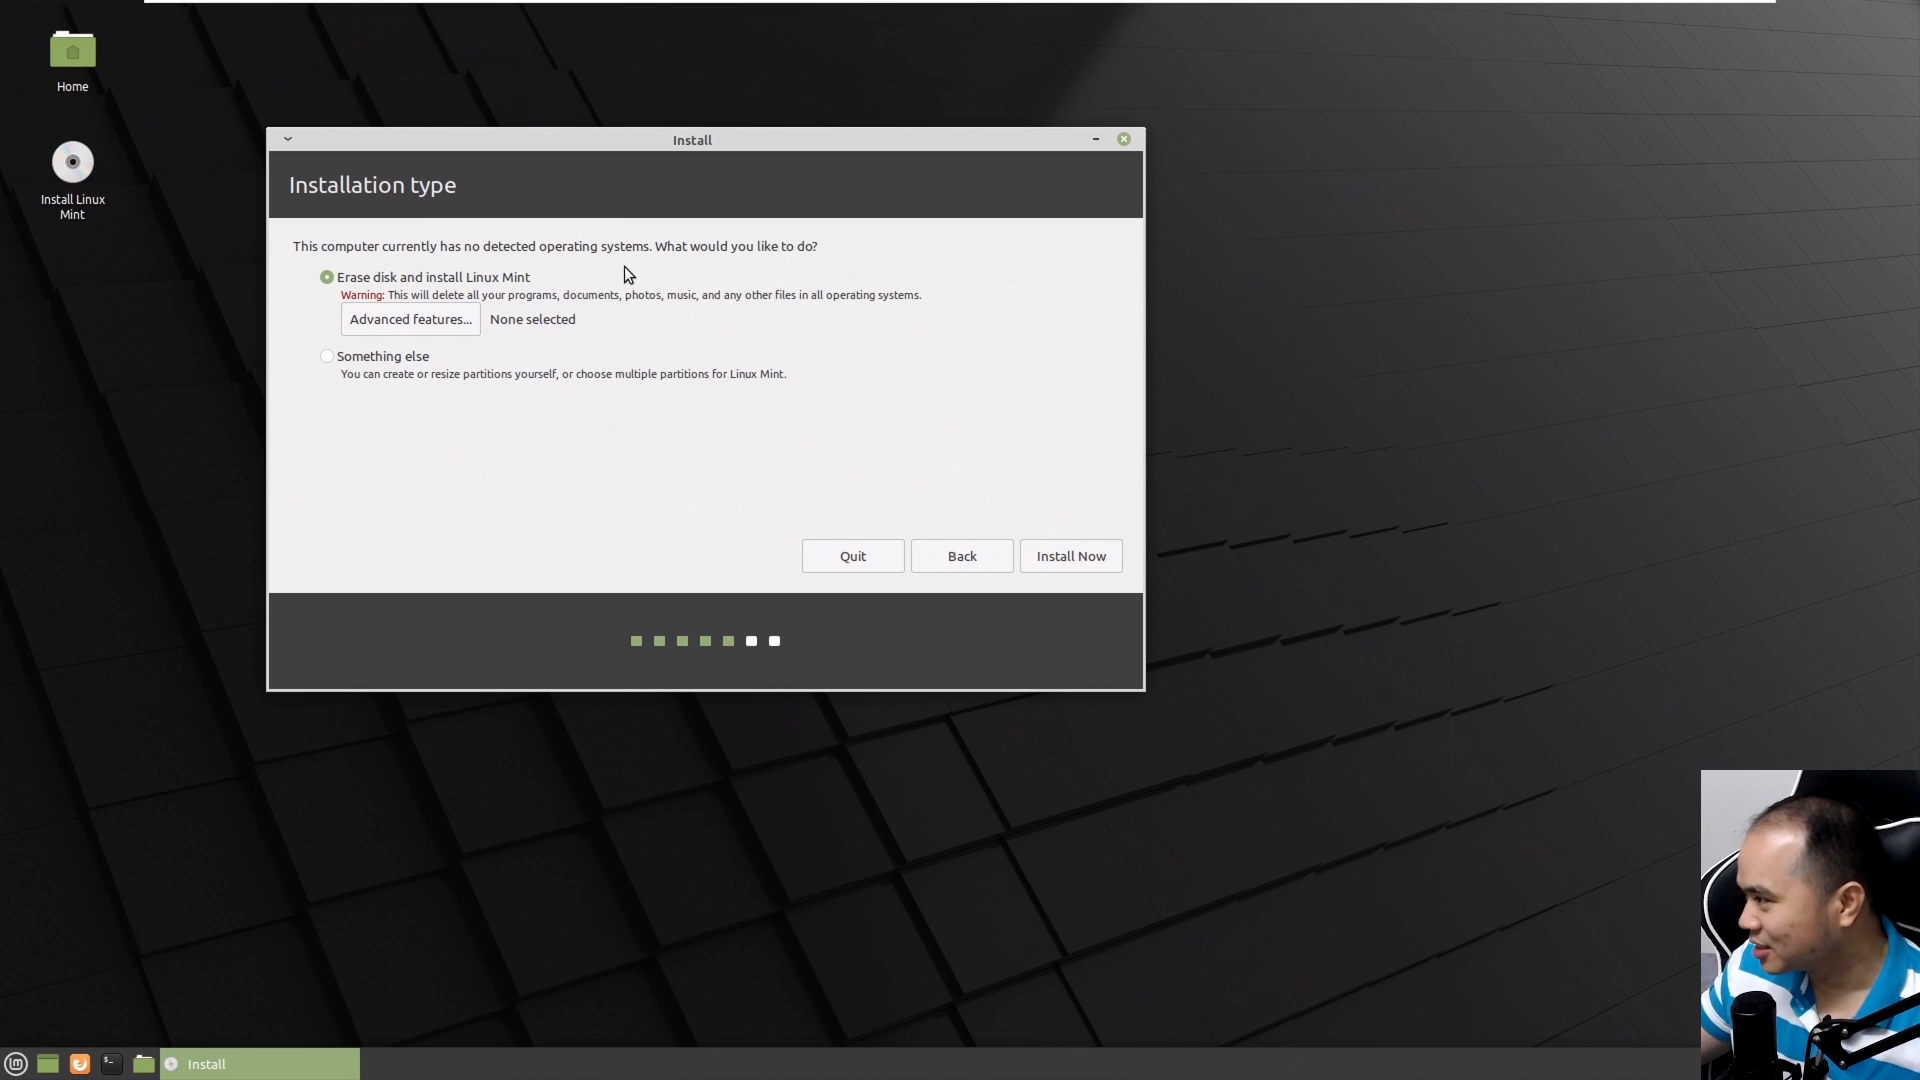 Home
Install Linux
Mint
Install
Installation type
This computer currently has no detected operating systems. What would you like to do?
Erase disk and install Linux Mint
Warning: This will delete all your programs, documents, photos, music, and any other files in all operating systems.
Advanced features... None selected
Something else
You can create or resize partitions yourself, or choose multiple partitions for Linux Mint.
Quit Back Install Now
Install